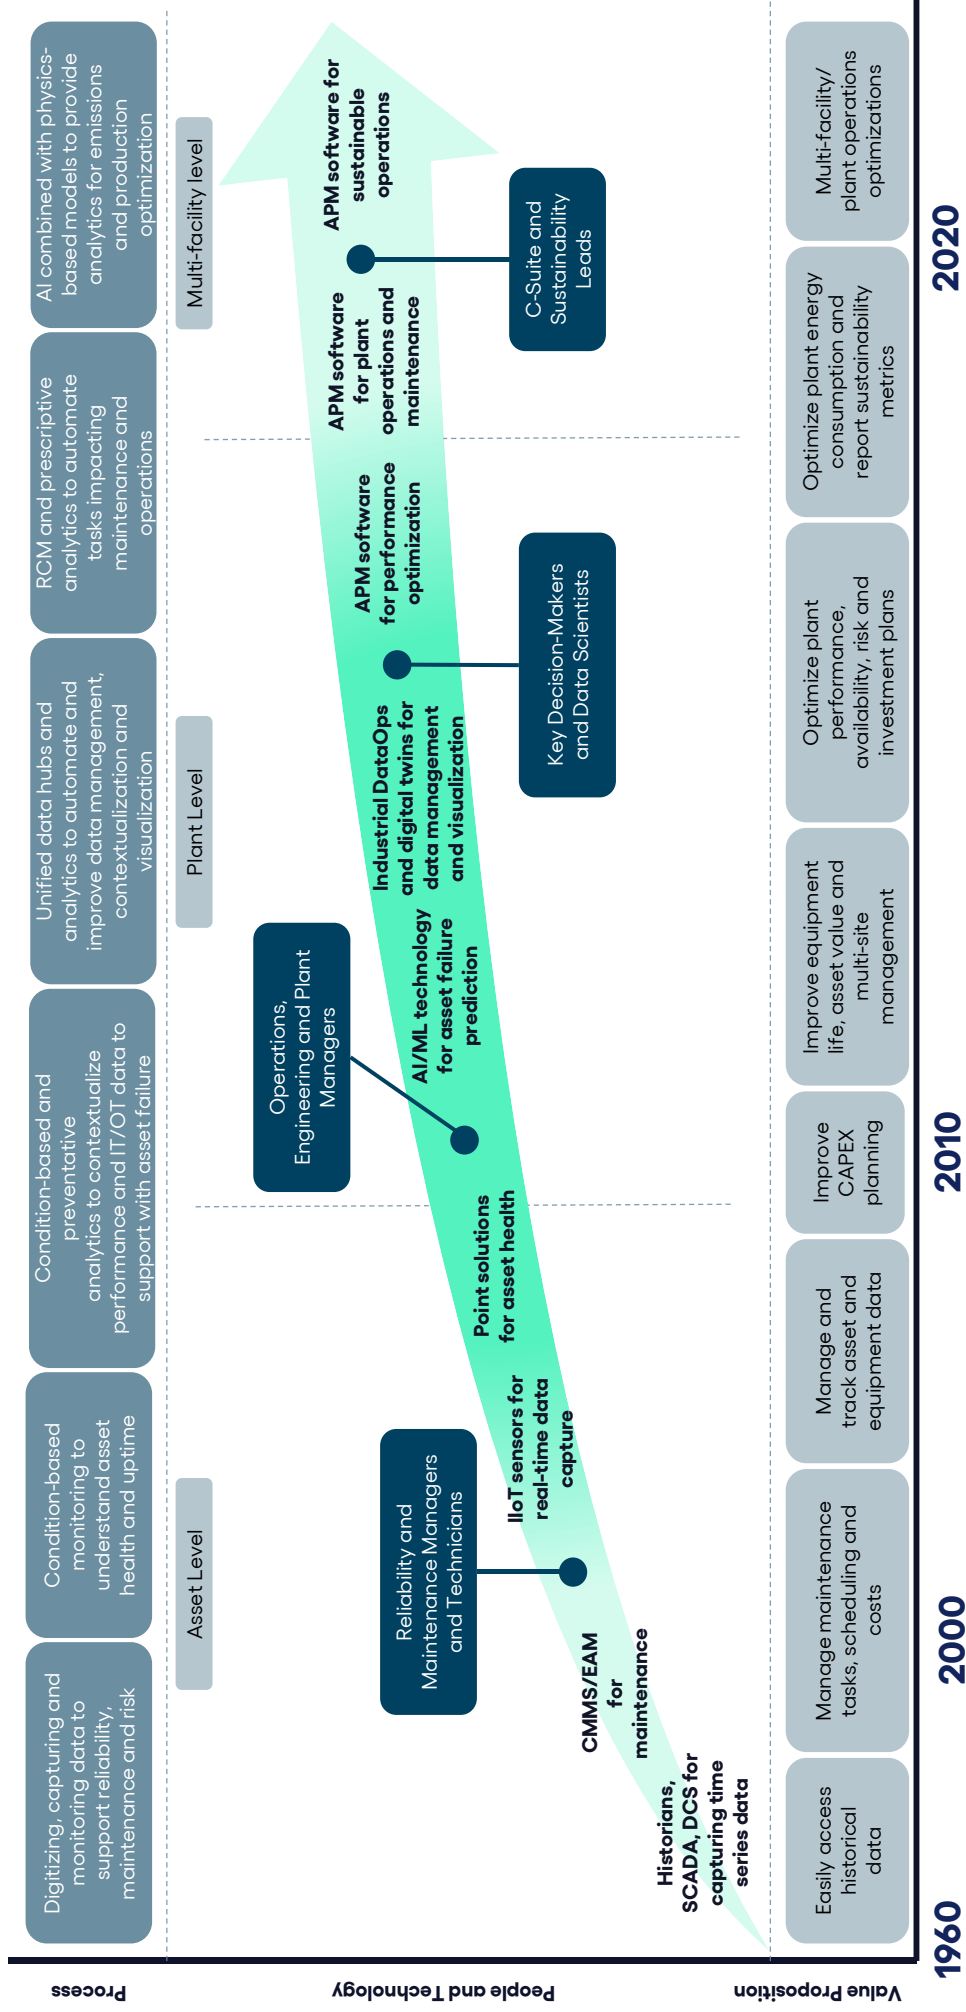 Process
Digitizing, capturing and
monitoring data to
support reliability,
maintenance and risk
Condition-based
monitoring to
understand asset
health and uptime
Condition-based and
preventative
analytics to contextualize
performance and IT/OT data to
support with asset failure
Unified data hubs and
analytics to automate and
improve data management,
contextualization and
visualization
RCM and prescriptive
analytics to automate
tasks impacting
maintenance and
operations
AI combined with physics-
based models to provide
analytics for emissions
and production
optimization
Asset Level
Plant Level
Multi-facility level
People and Technology
Reliability and
Maintenance Managers
and Technicians
Operations,
Engineering and Plant
Managers
Key Decision-Makers
and Data Scientists
C-Suite and
Sustainability
Leads
Historians,
SCADA, DCS for
capturing time
series data
CMMS/EAM
for
maintenance
IIoT sensors for
real-time data
capture
Point solutions
for asset health
AI/ML technology
for asset failure
prediction
Industrial DataOps
and digital twins for
data management
and visualization
APM software
for performance
optimization
APM software
for plant
operations and
maintenance
APM software for
sustainable
operations
Value Proposition
Easily access
historical
data
Manage maintenance
tasks, scheduling and
costs
Manage and
track asset and
equipment data
Improve
CAPEX
planning
Improve equipment
life, asset value and
multi-site
management
Optimize plant
performance,
availability, risk and
investment plans
Optimize plant energy
consumption and
report sustainability
metrics
Multi-facility/
plant operations
optimizations
1960
2000
2010
2020